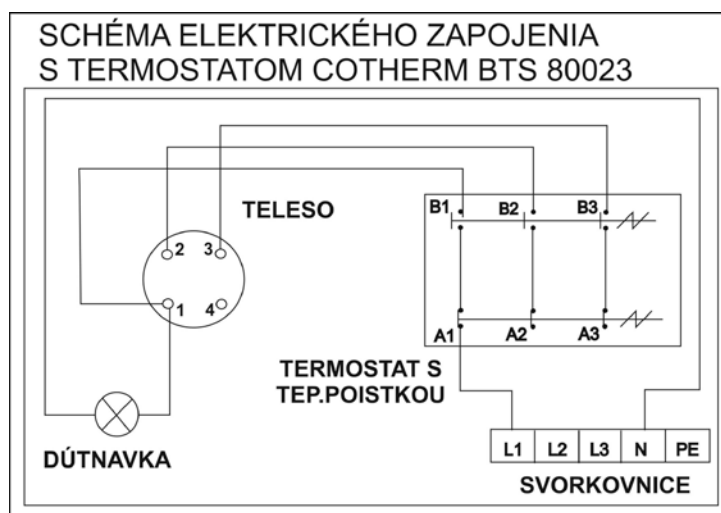 SCHÉMA ELEKTRICKÉHO ZAPOJENIA
S TERMOSTATOM COTHERM BTS 80023
TELESO
B1 B2 B3
2 3
1 4
A1 A2 A3
TERMOSTAT S
TEP.POISTKOU
DÚTNAVKA
L1 L2 L3 N PE
SVORKOVNICE